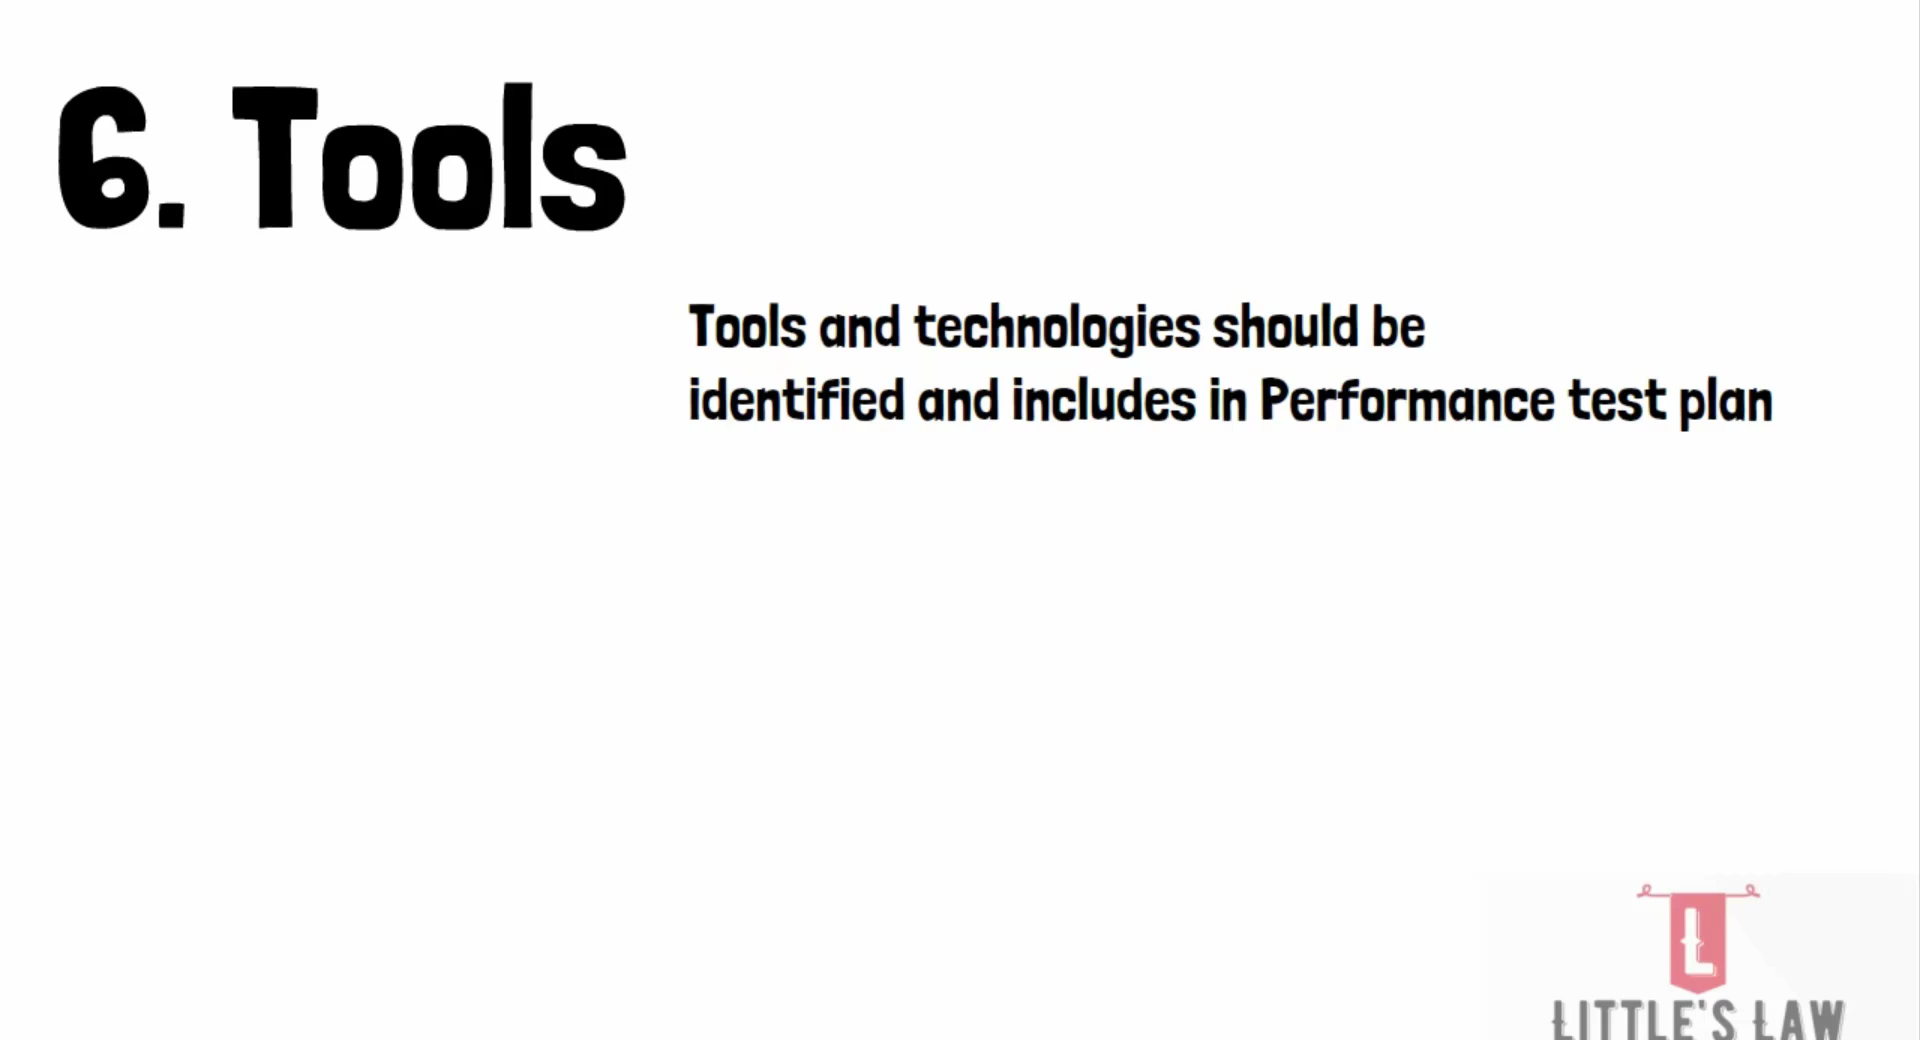 6. Tools
Tools and technologies should be
identified and includes in Performance test plan
L
LITTLE'S LAW